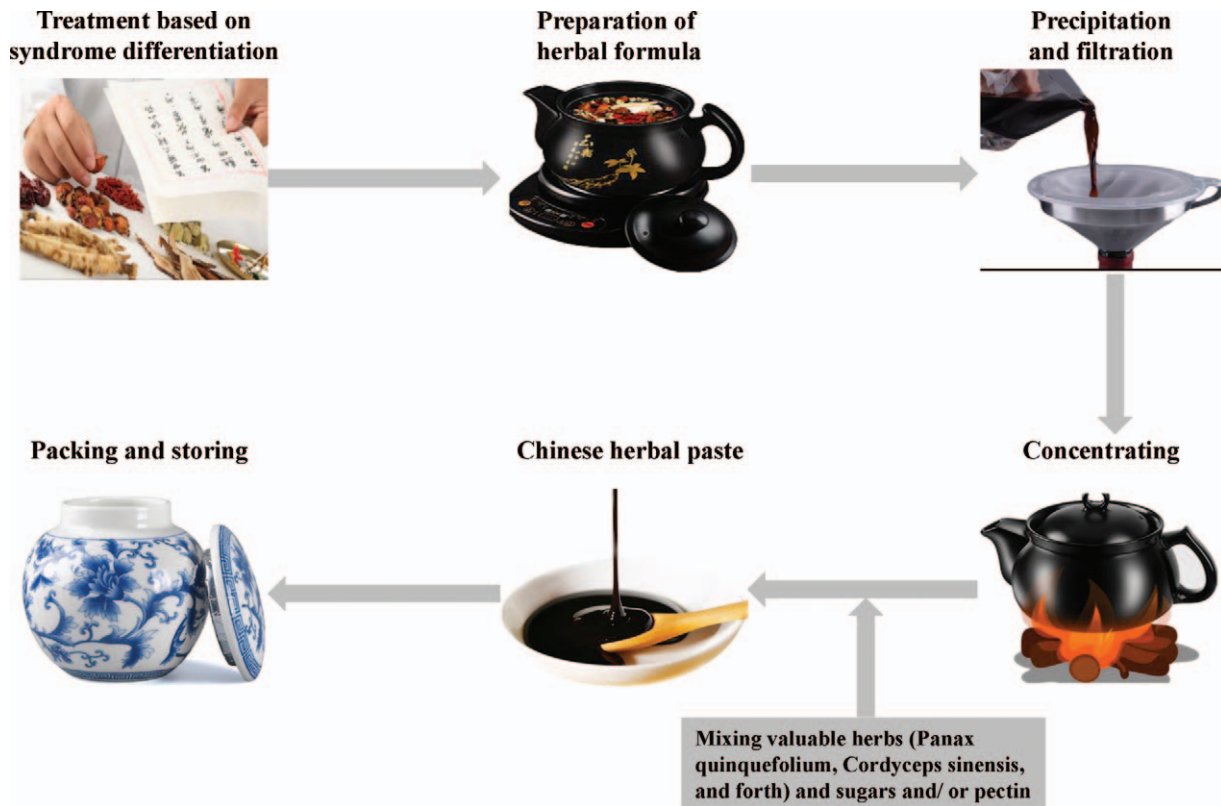 Treatment based on
syndrome differentiation
Preparation of
herbal formula
Precipitation
and filtration
Concentrating
Chinese herbal paste
Packing and storing
Mixing valuable herbs (Panax
quinquefolium, Cordyceps sinensis,
and forth) and sugars and/ or pectin